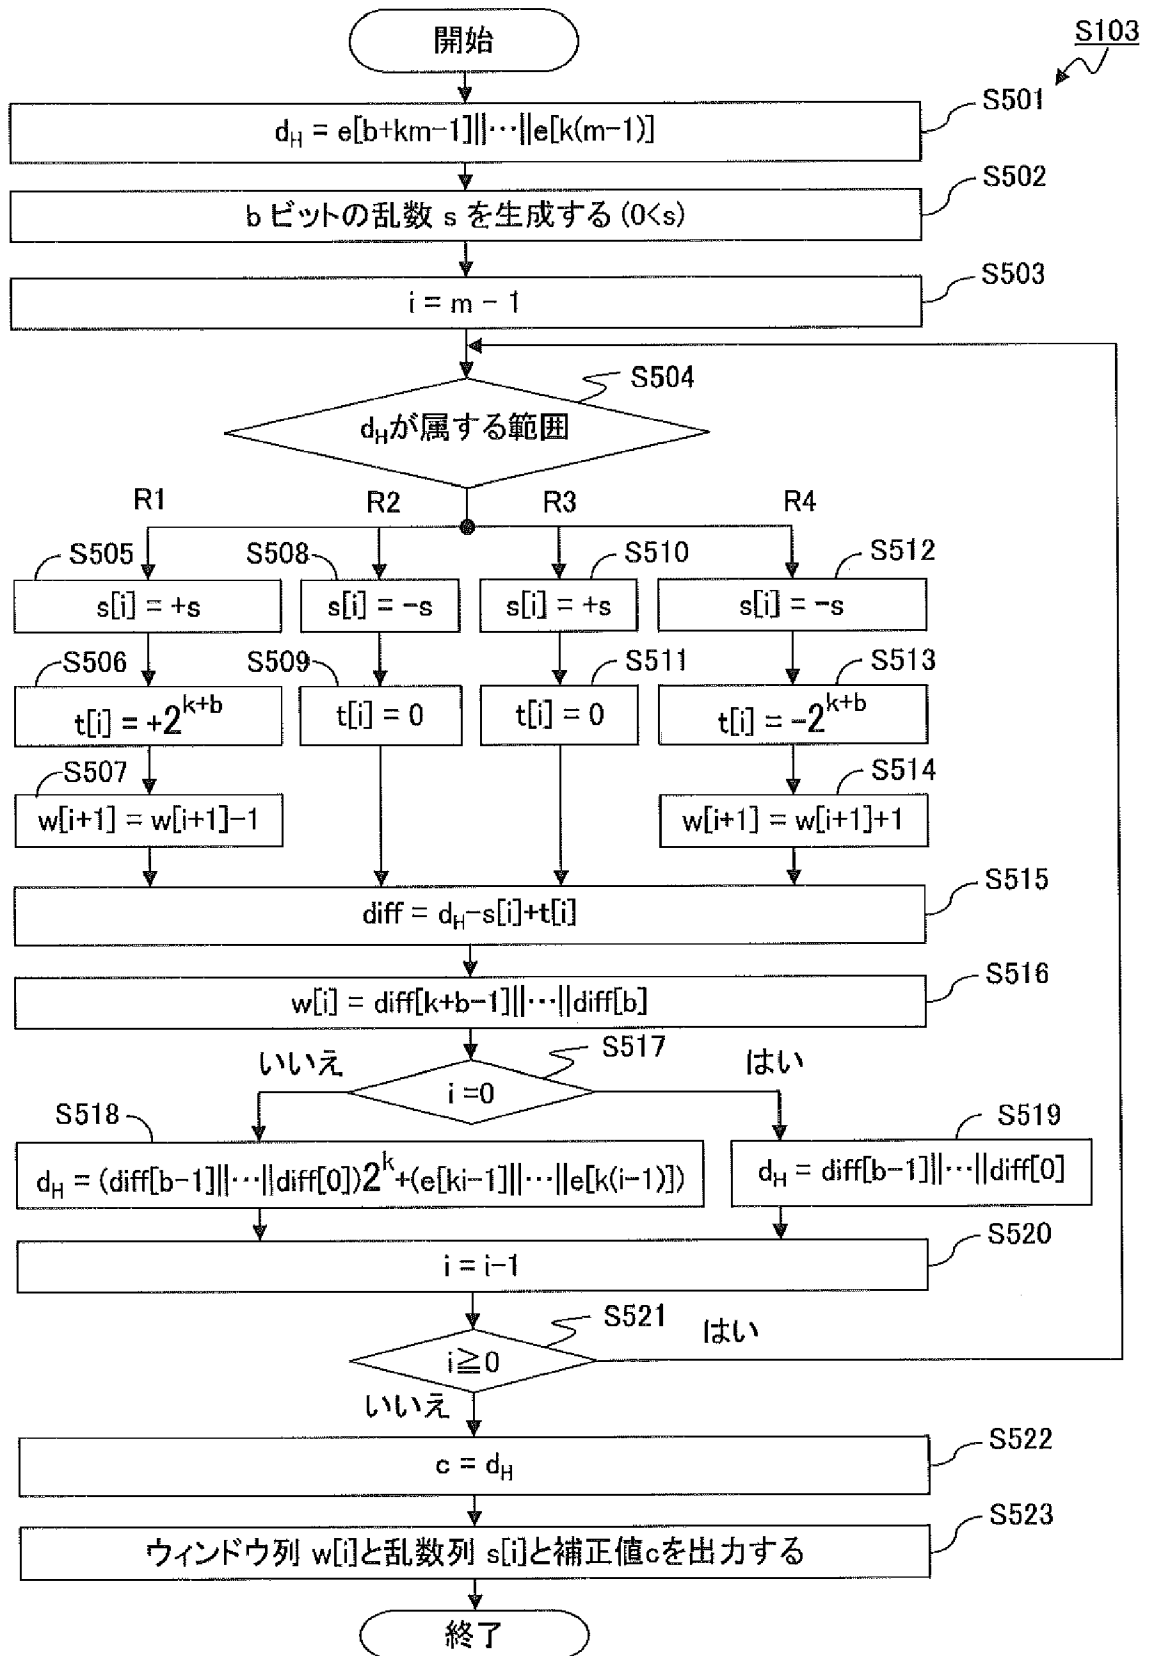 開始
S103
S501
d_H = e[b+km-1]||…||e[k(m-1)]
S502
b ビットの乱数 s を生成する (0<s)
S503
i = m - 1
S504
d_Hが属する範囲
R1 R2 R3 R4
S505 S508 S510 S512
s[i] = +s s[i] = -s s[i] = +s s[i] = -s
S506 S509 S511 S513
t[i] = +2^{k+b} t[i] = 0 t[i] = 0 t[i] = -2^{k+b}
S507 S514
w[i+1] = w[i+1]-1 w[i+1] = w[i+1]+1
S515
diff = d_H-s[i]+t[i]
S516
w[i] = diff[k+b-1]||…||diff[b]
S517
いいえ はい
i =0
S518 S519
d_H = (diff[b-1]||…||diff[0])2^k+(e[ki-1]||…||e[k(i-1)]) d_H = diff[b-1]||…||diff[0]
S520
i = i-1
S521
はい
i≧0
いいえ
S522
c = d_H
S523
ウィンドウ列 w[i]と乱数列 s[i]と補正値cを出力する
終了